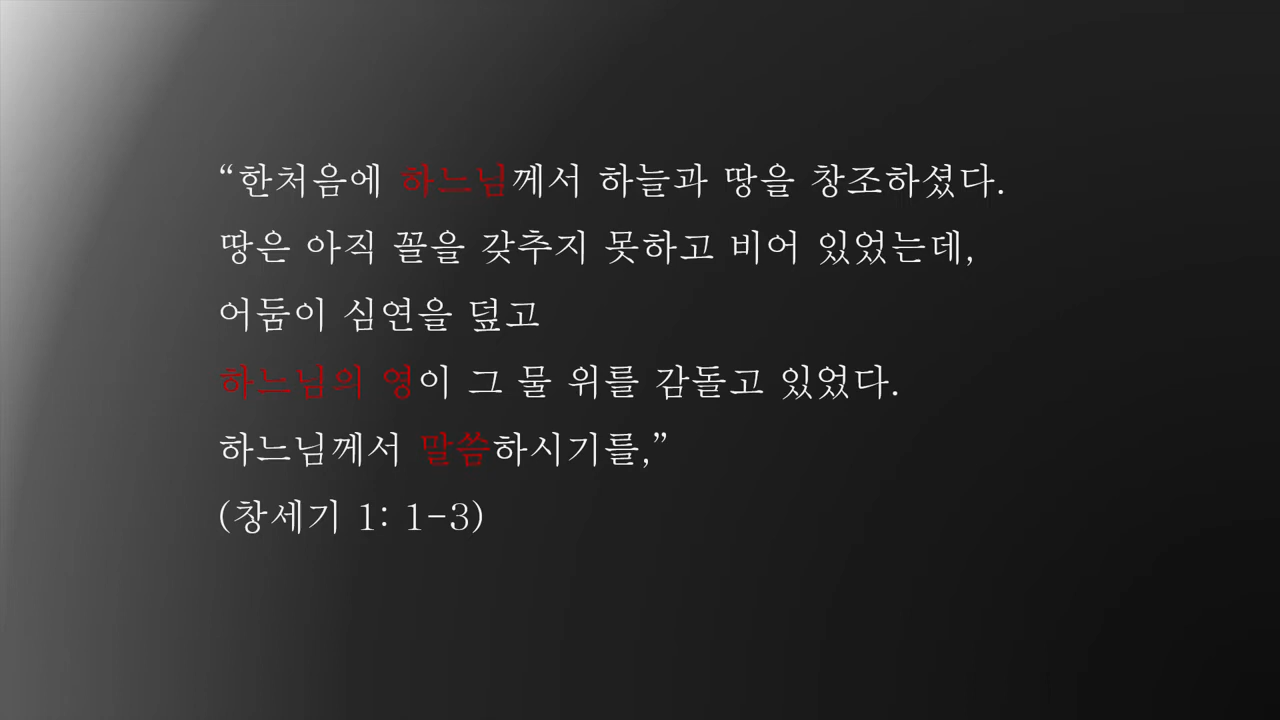 “한처음에 하느님께서 하늘과 땅을 창조하셨다.
땅은 아직 꼴을 갖추지 못하고 비어 있었는데,
어둠이 심연을 덮고
하느님의 영이 그 물 위를 감돌고 있었다.
하느님께서 말씀하시기를,”
(창세기 1: 1-3)